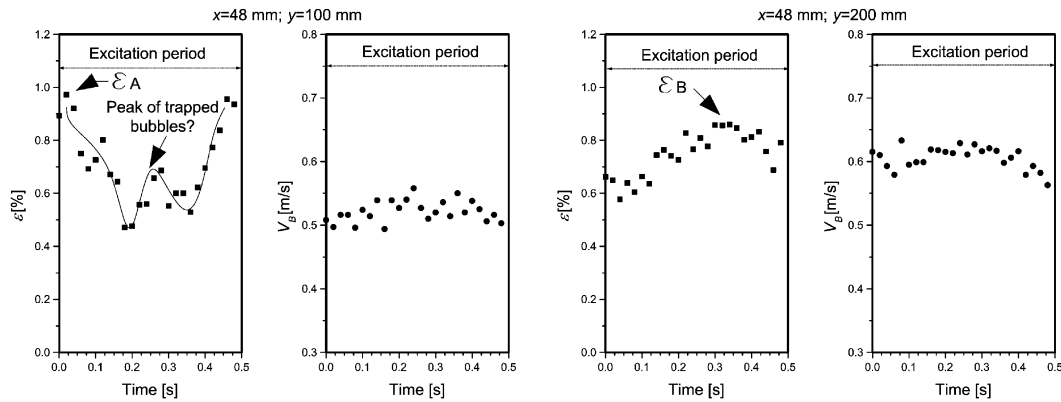 x=48 mm; y=100 mm
x=48 mm; y=200 mm
1.2
1.0
0.8
0.6
0.4
0.2
0.0
ε[%]
Excitation period
ℰ A
Peak of trapped
bubbles?
0.0 0.1 0.2 0.3 0.4 0.5
Time [s]
0.8
0.7
0.6
0.5
0.4
0.3
V_B[m/s]
Excitation period
0.0 0.1 0.2 0.3 0.4 0.5
Time [s]
1.2
1.0
0.8
0.6
0.4
0.2
0.0
ε[%]
Excitation period
ℰ B
0.0 0.1 0.2 0.3 0.4 0.5
Time [s]
0.8
0.7
0.6
0.5
0.4
0.3
V_B[m/s]
Excitation period
0.0 0.1 0.2 0.3 0.4 0.5
Time [s]